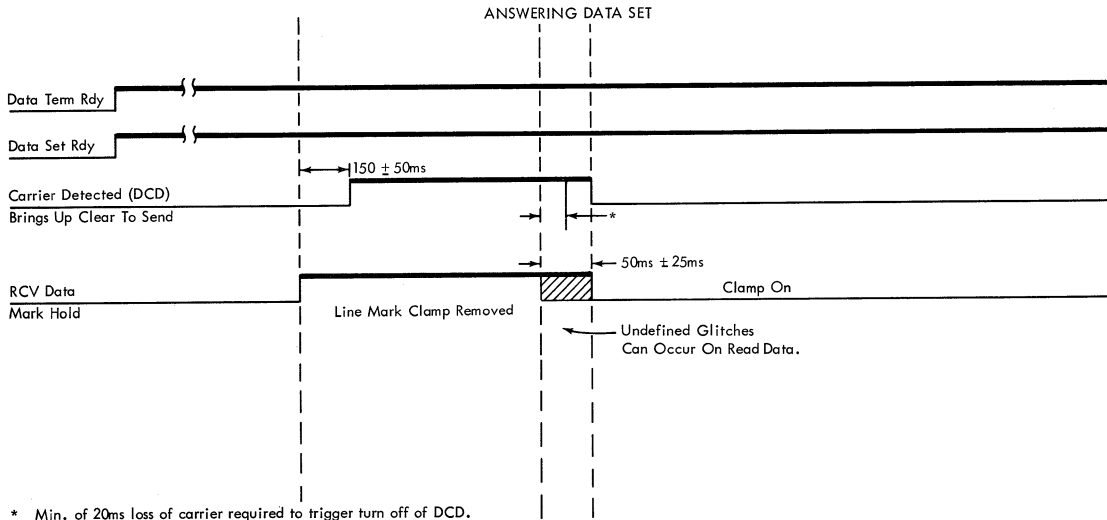 ANSWERING DATA SET
Data Term Rdy
Data Set Rdy
150 ± 50ms
Carrier Detected (DCD)
Brings Up Clear To Send
*
50ms ± 25ms
RCV Data
Mark Hold
Line Mark Clamp Removed
Clamp On
Undefined Glitches
Can Occur On Read Data.
* Min. of 20ms loss of carrier required to trigger turn off of DCD.